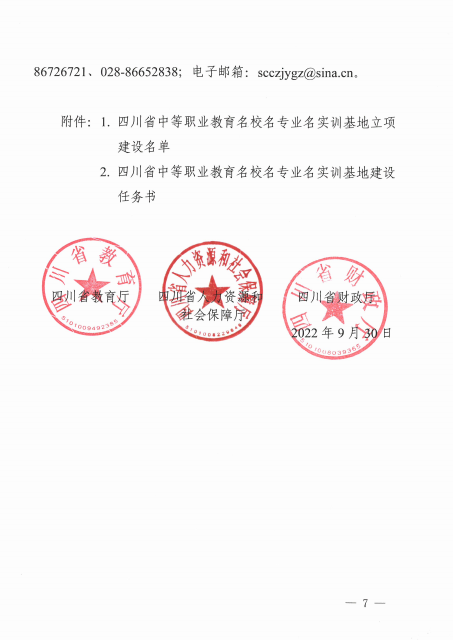 86726721、028-86652838；电子邮箱：scczjygz@sina.cn。
附件：1. 四川省中等职业教育名校名专业名实训基地立项
建设名单
2. 四川省中等职业教育名校名专业名实训基地建设
任务书
四川省教育厅
四川省人力资源和社会保障厅
四川省财政厅
四川省教育厅 四川省人力资源和 四川省财政厅
社会保障厅
2022 年 9 月 30 日
— 7 —